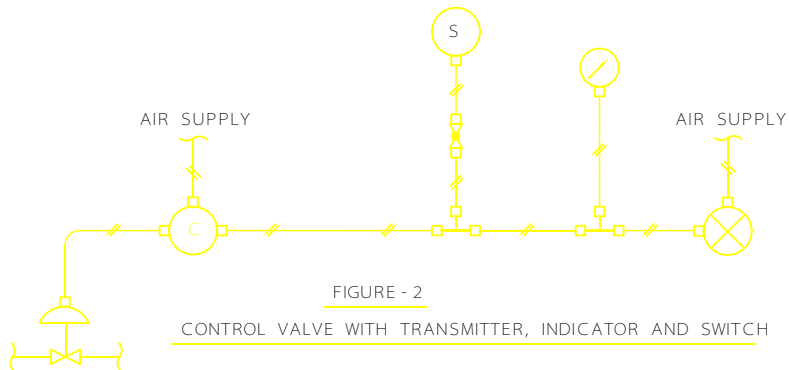 S
AIR SUPPLY
AIR SUPPLY
C
FIGURE - 2
CONTROL VALVE WITH TRANSMITTER, INDICATOR AND SWITCH